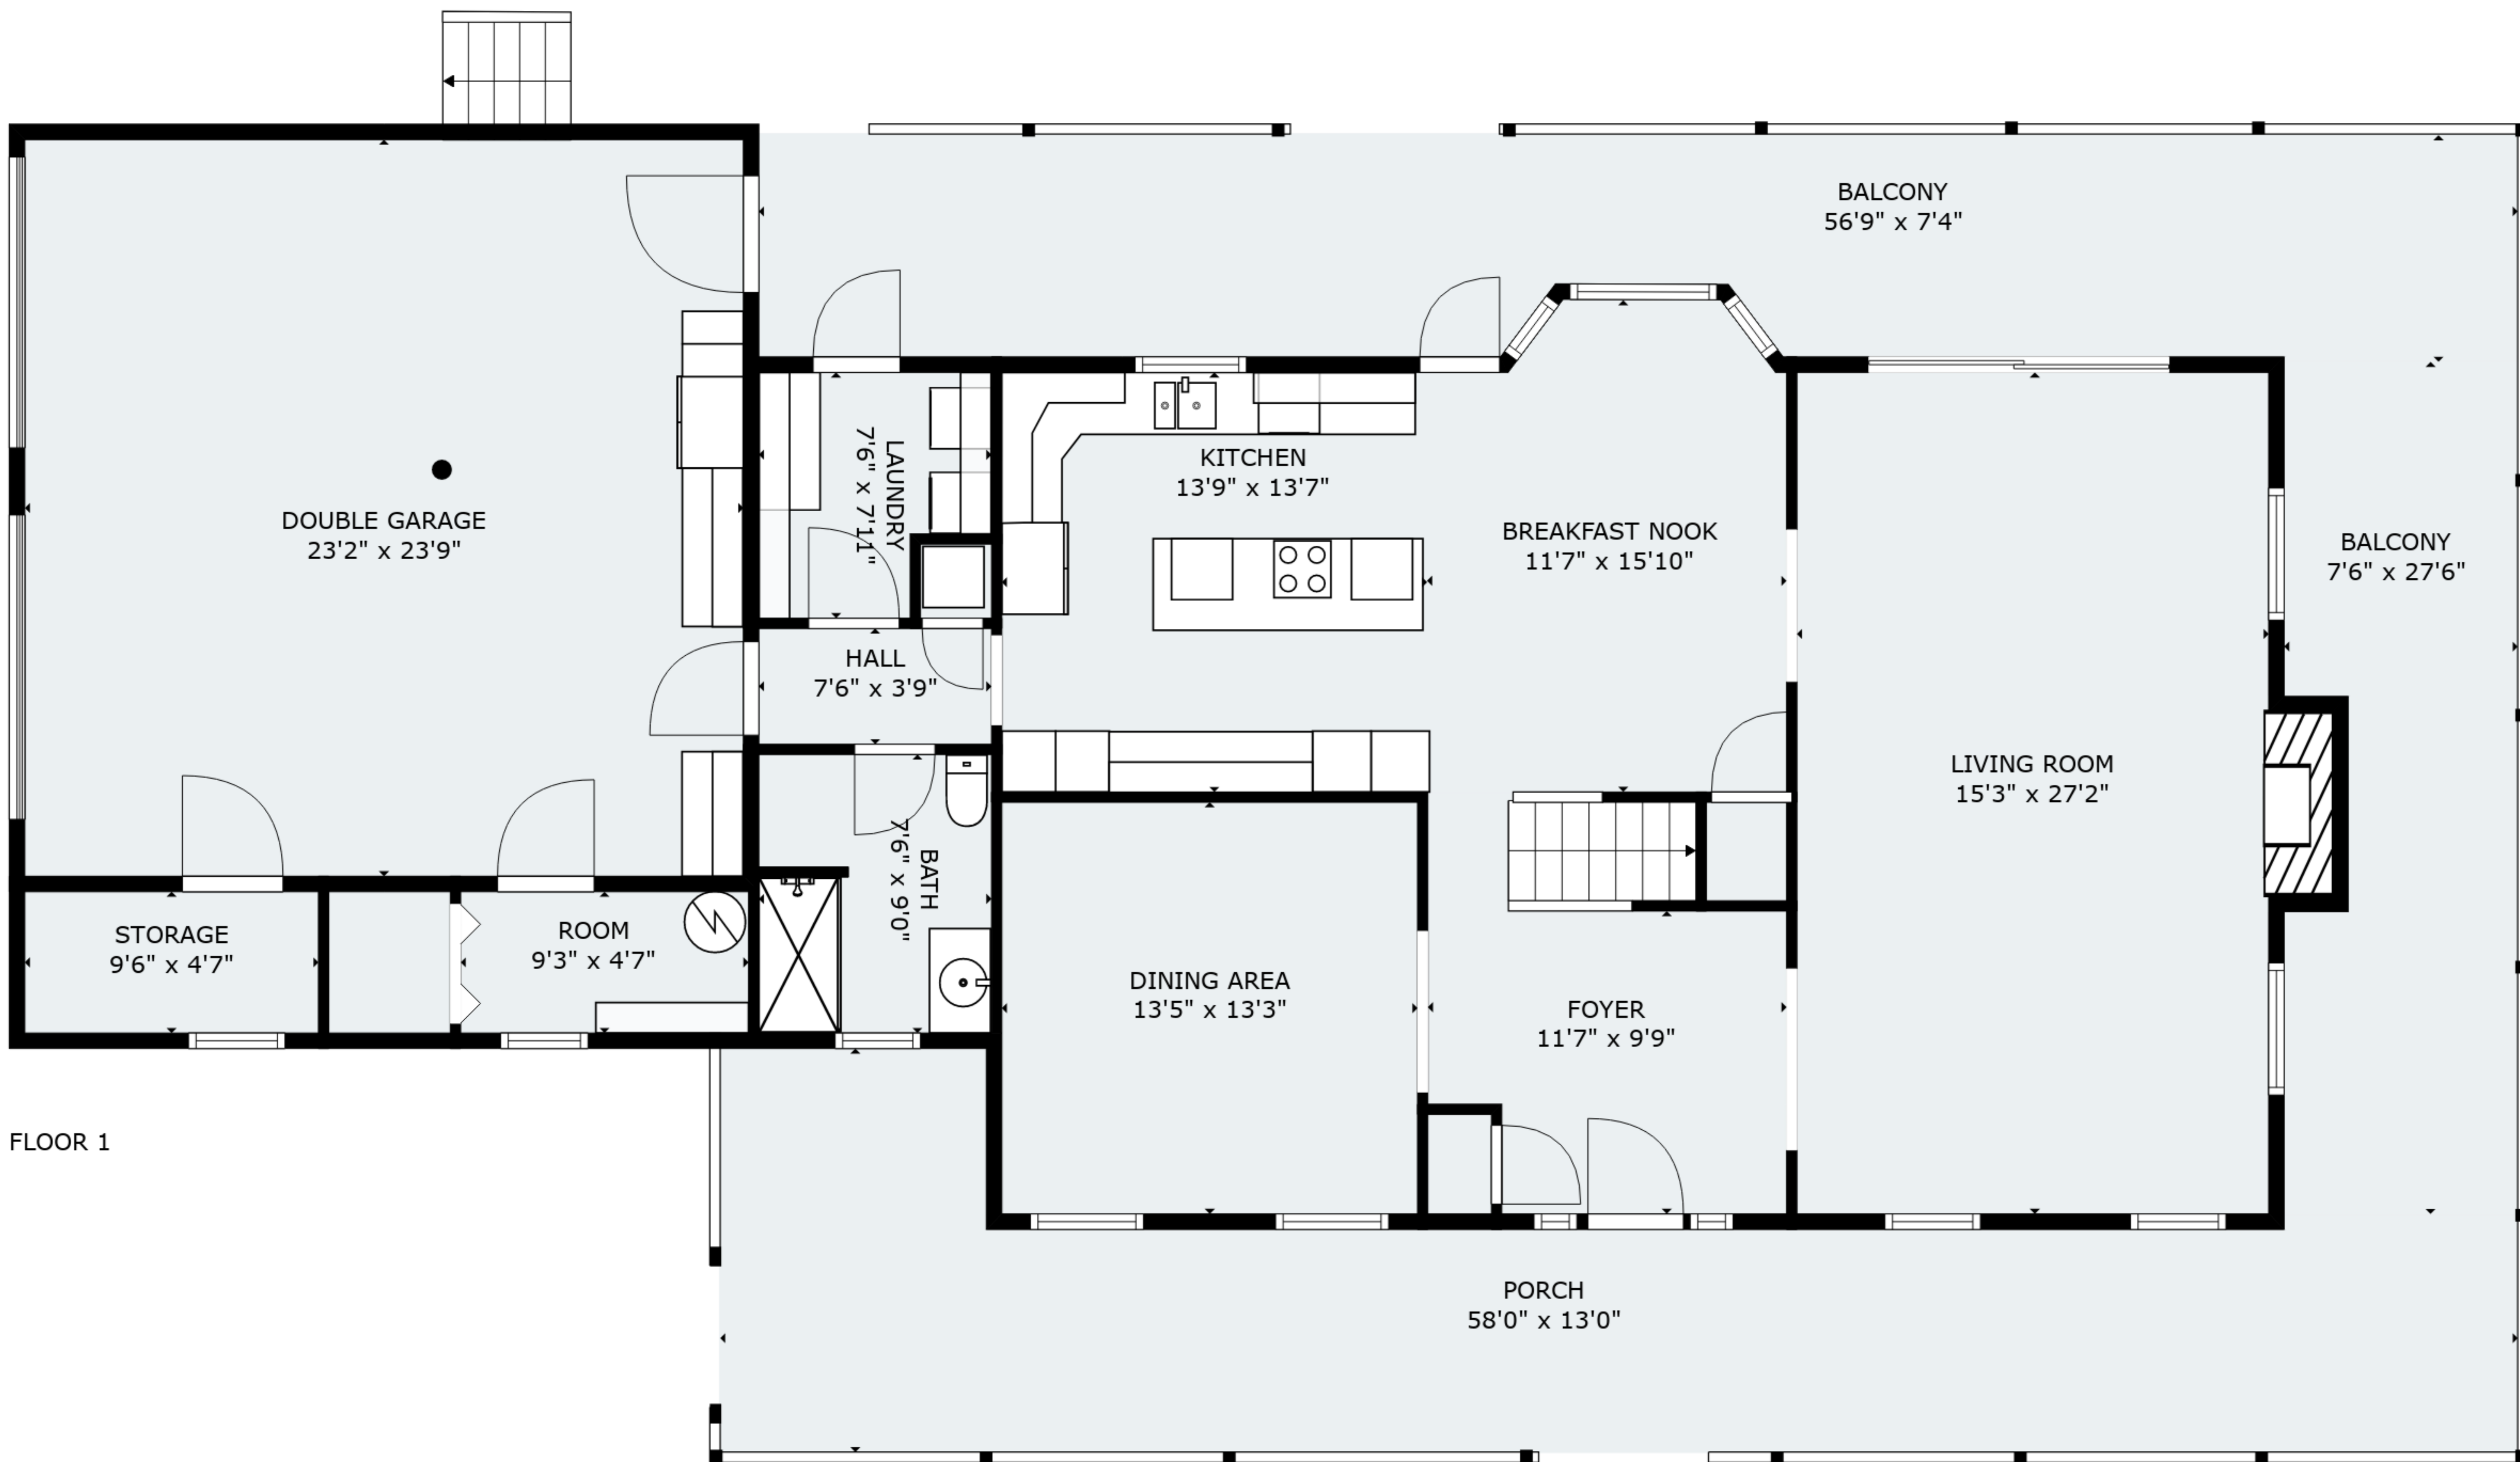 BALCONY
56'9" x 7'4"
KITCHEN
13'9" x 13'7"
LAUNDRY
7'6" x 7'11"
DOUBLE GARAGE
23'2" x 23'9"
BREAKFAST NOOK
11'7" x 15'10"
BALCONY
7'6" x 27'6"
HALL
7'6" x 3'9"
LIVING ROOM
15'3" x 27'2"
BATH
7'6" x 9'0"
STORAGE
9'6" x 4'7"
ROOM
9'3" x 4'7"
DINING AREA
13'5" x 13'3"
FOYER
11'7" x 9'9"
FLOOR 1
PORCH
58'0" x 13'0"